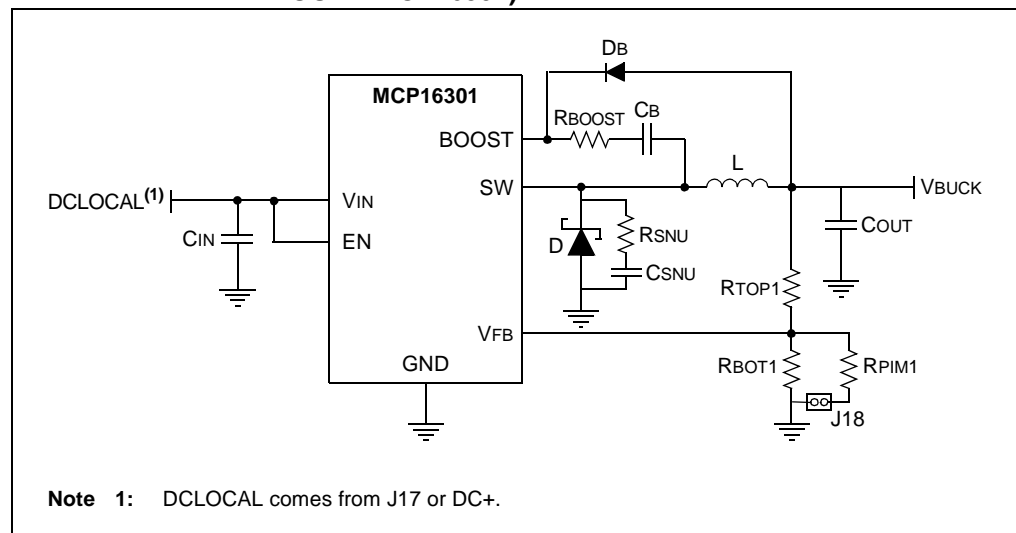 DB
MCP16301
RBOOST
CB
BOOST
L
SW
VBUCK
DCLOCAL(1)
VIN
CIN
EN
D
RSNU
CSNU
COUT
RTOP1
VFB
GND
RBOT1
RPIM1
J18
Note 1: DCLOCAL comes from J17 or DC+.